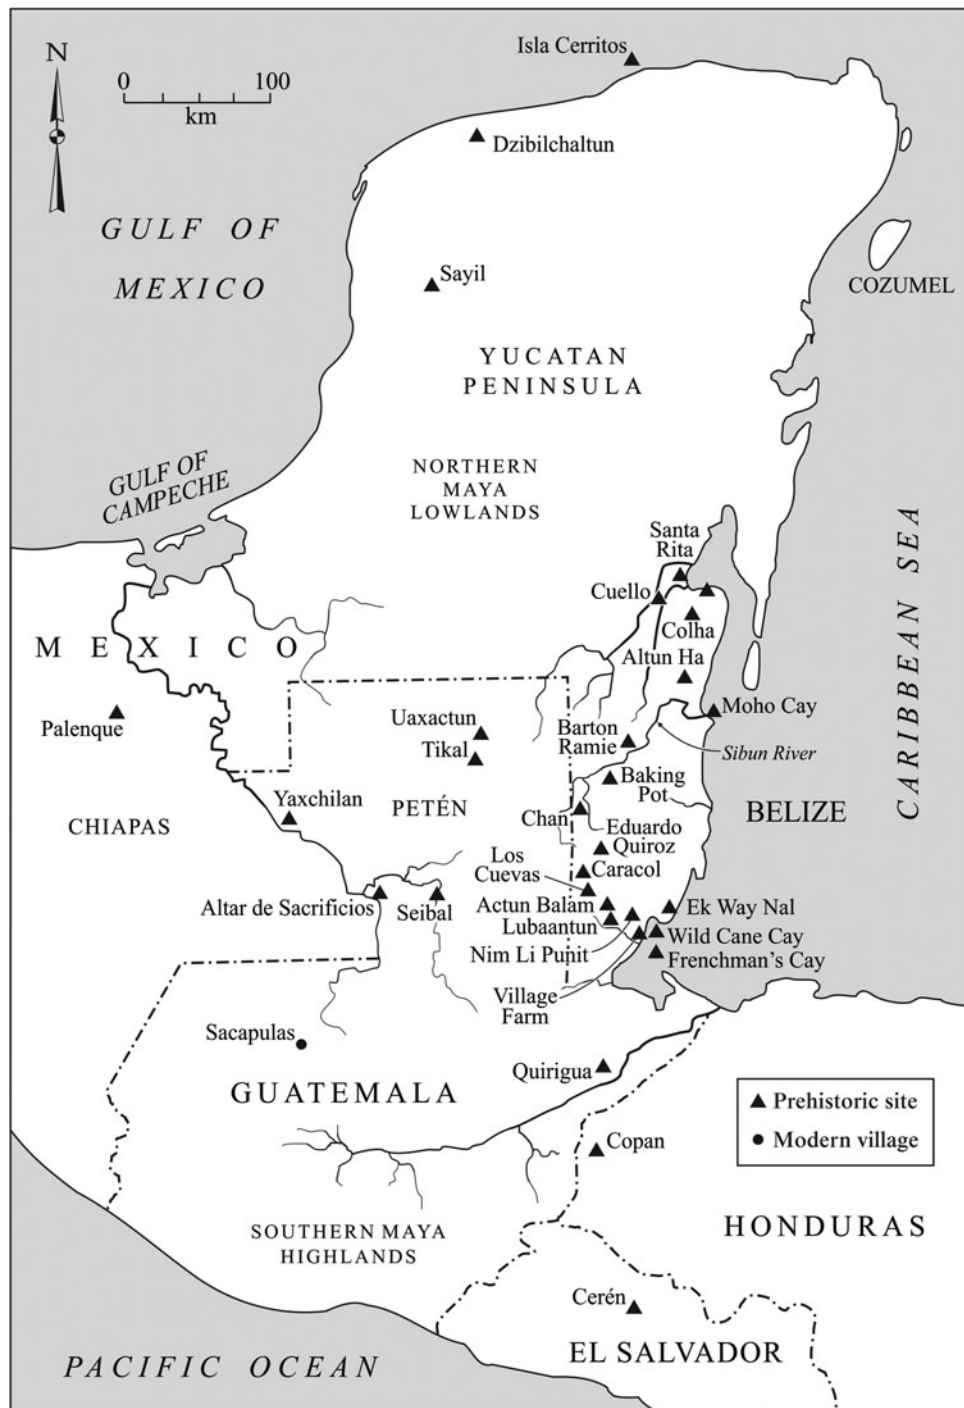 Isla Cerritos
N
0 100
km
Dzibilchaltun
GULF OF
MEXICO
Sayil
COZUMEL
YUCATAN
PENINSULA
GULF OF
CAMPECHE
NORTHERN
MAYA
LOWLANDS
CARIBBEAN SEA
Santa
Rita
Cuello
Colha
MEXICO
Altun Ha
Palenque
Uaxactun
Tikal
Moho Cay
Barton
Ramie
Sibun River
Baking
Pot
Yaxchilan
PETÉN
CHIAPAS
Chan
BELIZE
Eduardo
Quiroz
Los
Cuevas
Caracol
Altar de Sacrificios
Seibal
Actun Balam
Ek Way Nal
Lubaantun
Wild Cane Cay
Nim Li Punit
Frenchman's Cay
Village
Farm
Sacapulas
Quirigua
GUATEMALA
Prehistoric site
Modern village
Copan
SOUTHERN MAYA
HIGHLANDS
HONDURAS
Cerén
EL SALVADOR
PACIFIC OCEAN